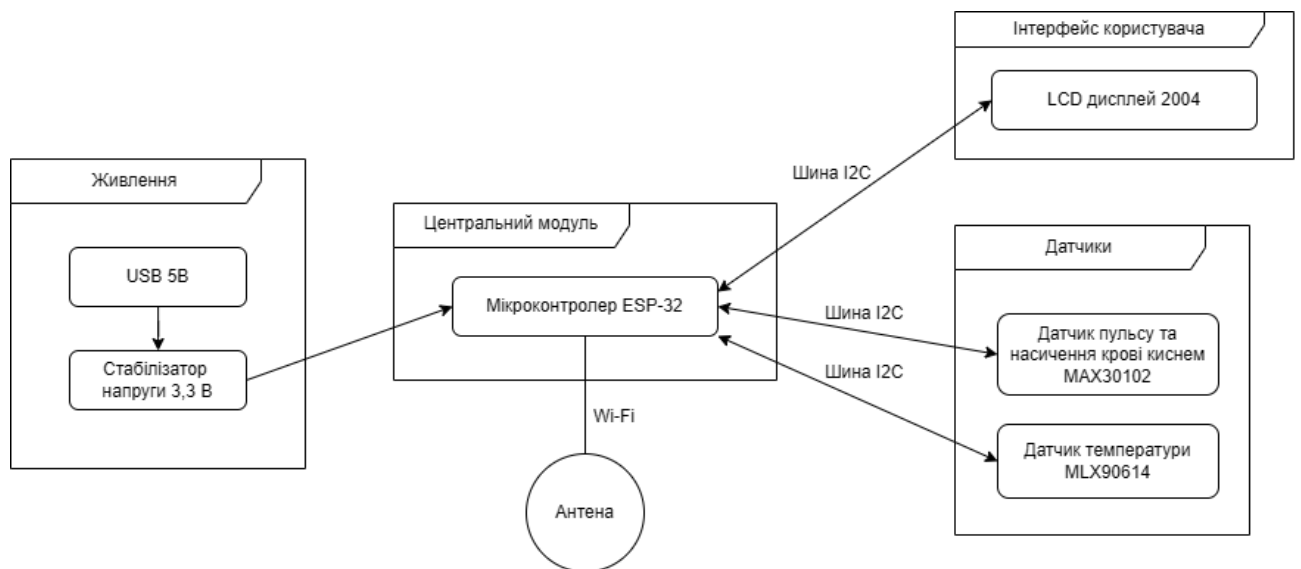 Інтерфейс користувача
LCD дисплей 2004
Живлення
USB 5В
Стабілізатор
напруги 3,3 В
Центральний модуль
Мікроконтролер ESP-32
Wi-Fi
Антена
Шина I2C
Шина I2C
Шина I2C
Датчики
Датчик пульсу та
насичення крові киснем
MAX30102
Датчик температури
MLX90614